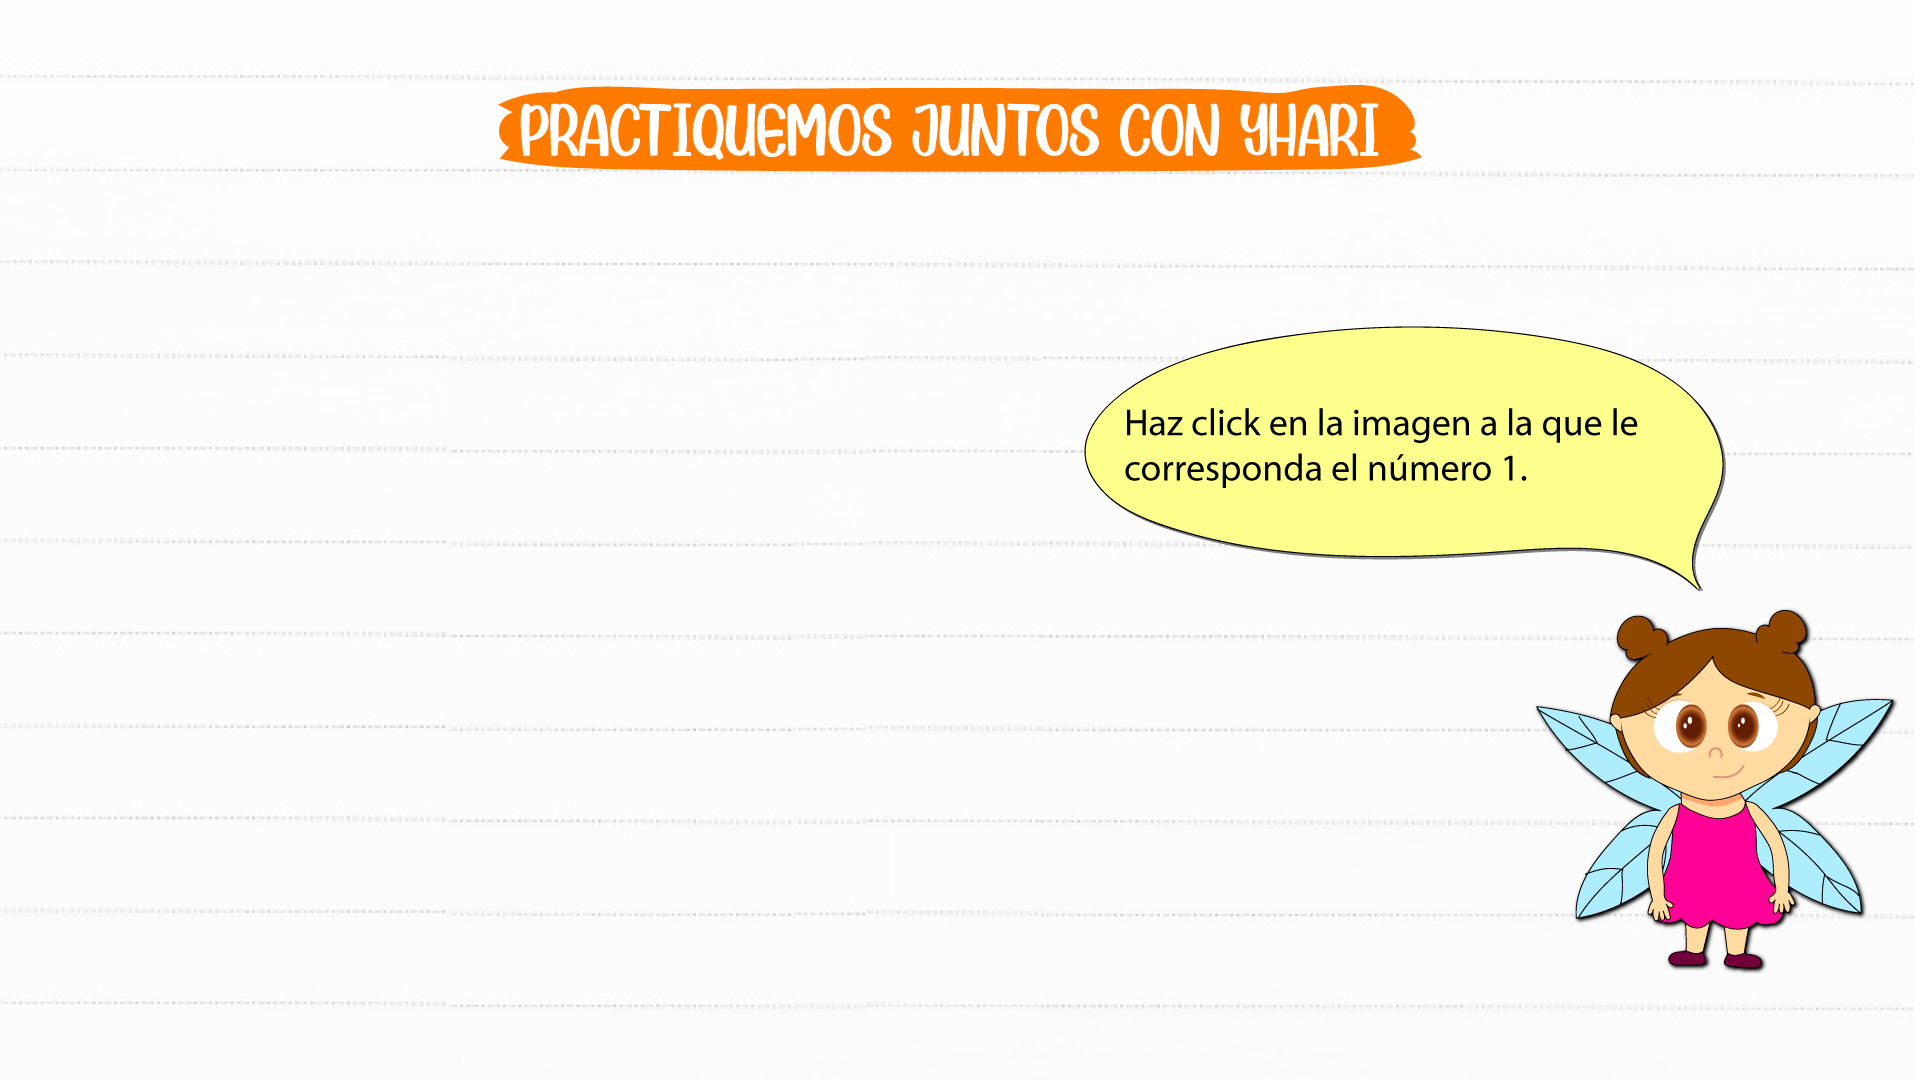 PRACTIQUEMOS JUNTOS CON YHARI
Haz click en la imagen a la que le
corresponda el número 1.